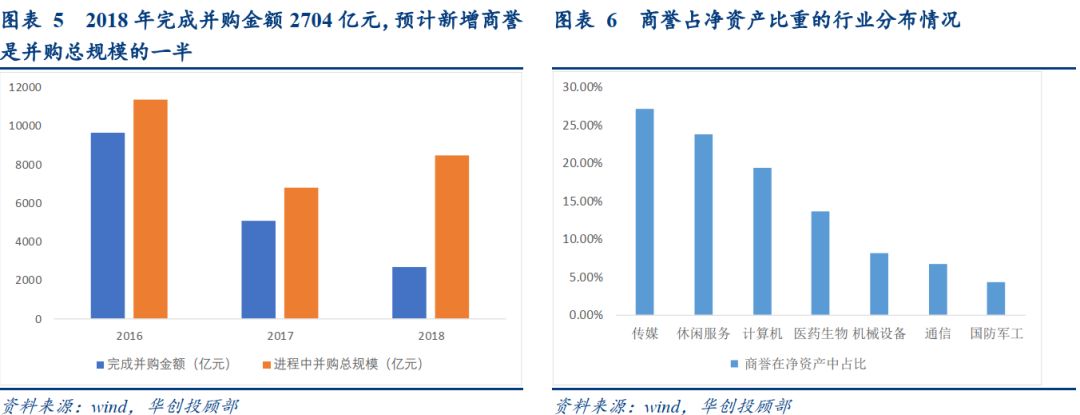 图表 5 2018 年完成并购金额 2704 亿元,预计新增商誉
是并购总规模的一半
12000
10000
8000
6000
4000
2000
0
2016
2017
2018
完成并购金额（亿元）
进程中并购总规模（亿元）
资料来源：wind，华创投顾部
图表 6 商誉占净资产比重的行业分布情况
30.00%
25.00%
20.00%
15.00%
10.00%
5.00%
0.00%
传媒
休闲服务
计算机
医药生物
机械设备
通信
国防军工
商誉在净资产中占比
资料来源：wind，华创投顾部